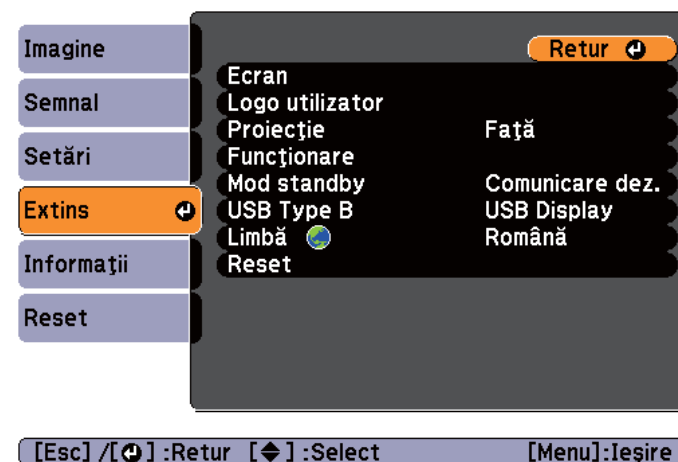 Imagine
Semnal
Setări
Extins
Informaţii
Reset
Retur
Ecran
Logo utilizator
Proiecţie Faţă
Funcţionare
Mod standby Comunicare dez.
USB Type B USB Display
Limbă Română
Reset
[Esc] /[ ] :Retur [ ] :Select [Menu]:Ieşire